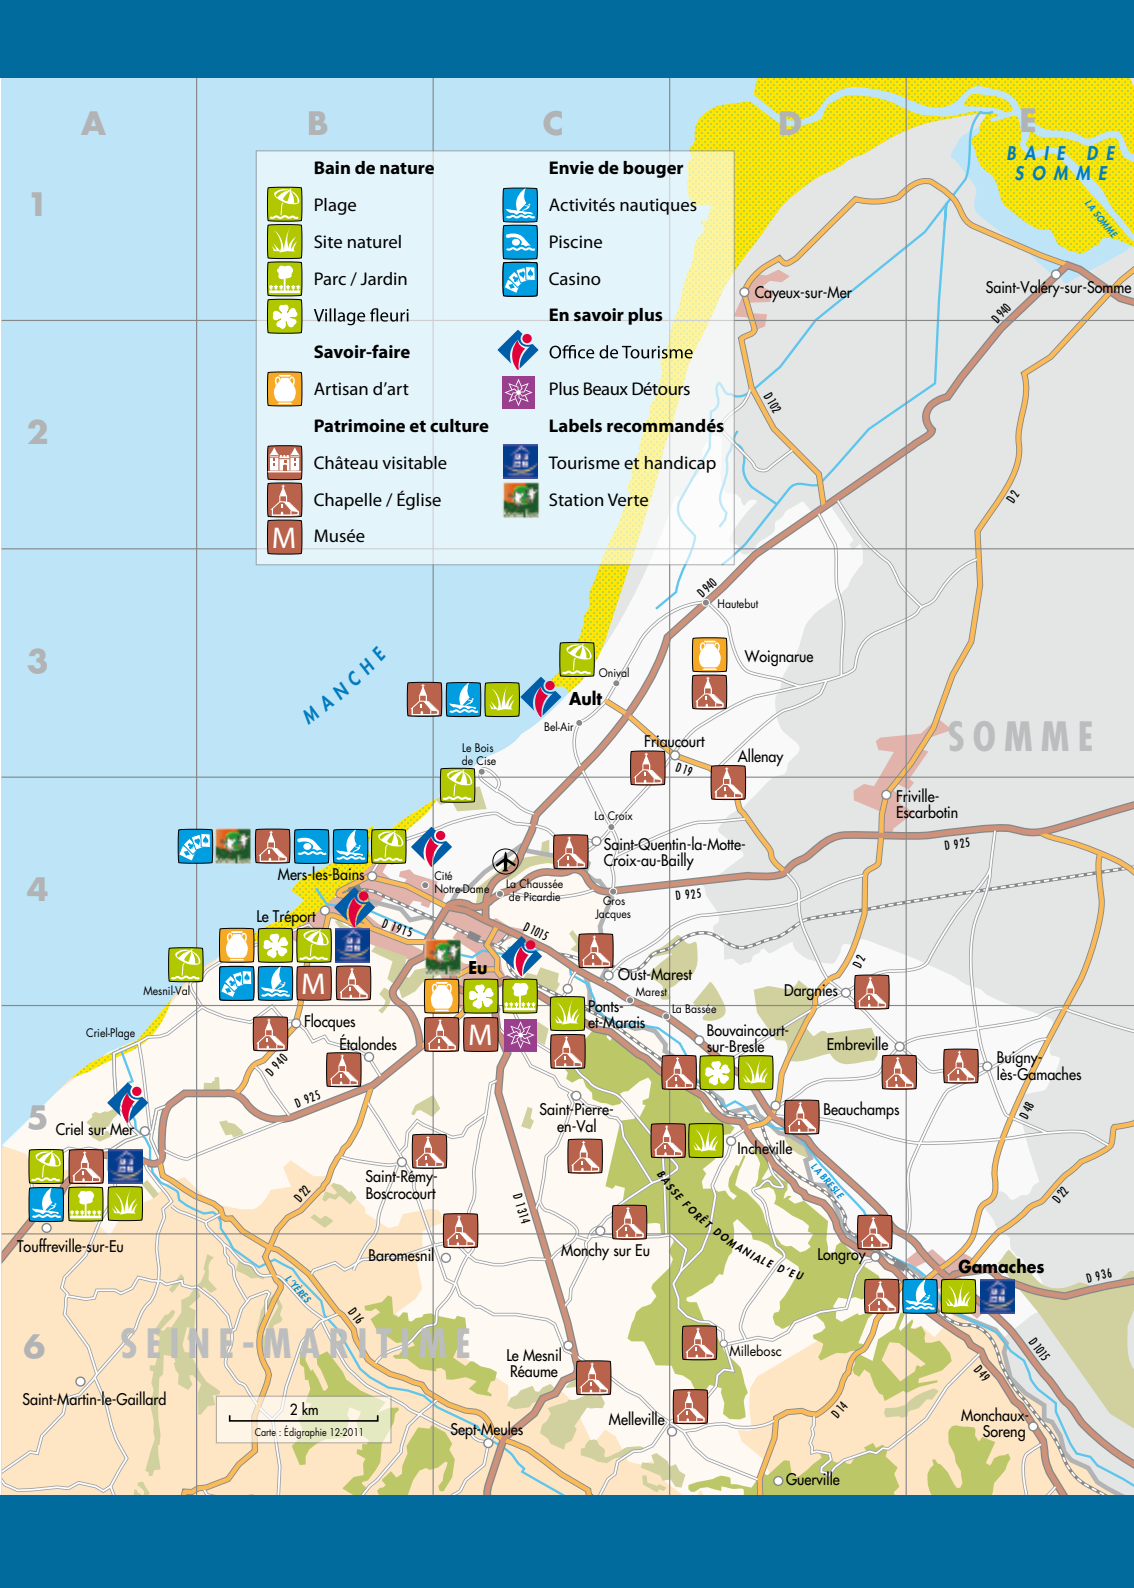 A
B
C
D
E
1
2
3
4
5
6
BAIE DE
SOMME
LA SOMME
Bain de nature
Plage
Site naturel
Parc / Jardin
Village fleuri
Savoir-faire
Artisan d’art
Patrimoine et culture
Château visitable
Chapelle / Église
M
Musée
Envie de bouger
Activités nautiques
Piscine
Casino
En savoir plus
Office de Tourisme
Plus Beaux Détours
Labels recommandés
Tourisme et handicap
Station Verte
Cayeux-sur-Mer
Saint-Valéry-sur-Somme
D 940
D 102
D 2
D 940
Hautebut
MANCHE
Woignarue
Onival
Ault
Bel-Air
SOMME
Friaucourt
D 19
Allenay
Le Bois
de Cise
Friville-
Escarbotin
La Croix
Saint-Quentin-la-Motte-
Croix-au-Bailly
D 925
Mers-les-Bains
Cité
Notre-Dame
La Chaussée
de Picardie
Gros
Jacques
D 925
Le Tréport
D 1915
D 1015
Eu
Oust-Marest
Marest
D 2
Dargnies
Mesnil-Val
M
Ponts-
et-Marais
La Bassée
Criel-Plage
Flocques
M
Étalondes
Bouvaincourt-
sur-Bresle
Embreville
Buigny-
lès-Gamaches
D 940
D 925
Saint-Pierre-
en-Val
Beauchamps
D 48
Criel sur Mer
Incheville
Saint-Rémy-
Boscrocourt
LA BRESLE
BASSE FORÊT DOMANIALE D’EU
D 22
D 1314
D 22
Touffreville-sur-Eu
Baromesnil
Monchy sur Eu
Longroy
Gamaches
D 936
L’YÈRES
D 16
SEINE-MARITIME
Le Mesnil
Réaume
Millebosc
D 1015
D 49
Saint-Martin-le-Gaillard
2 km
Carte : Édigraphie 12-2011
Sept-Meules
Melleville
D 14
Monchaux-
Soreng
Guerville